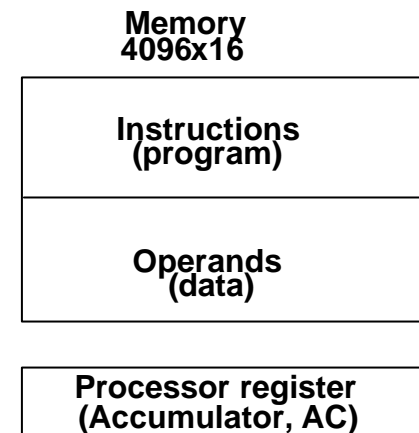 Memory
4096x16
Instructions
(program)
Operands
(data)
Processor register
(Accumulator, AC)